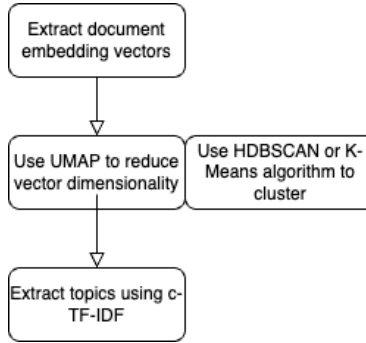 Extract document
embedding vectors
Use UMAP to reduce
vector dimensionality
Use HDBSCAN or K-
Means algorithm to
cluster
Extract topics using c-
TF-IDF